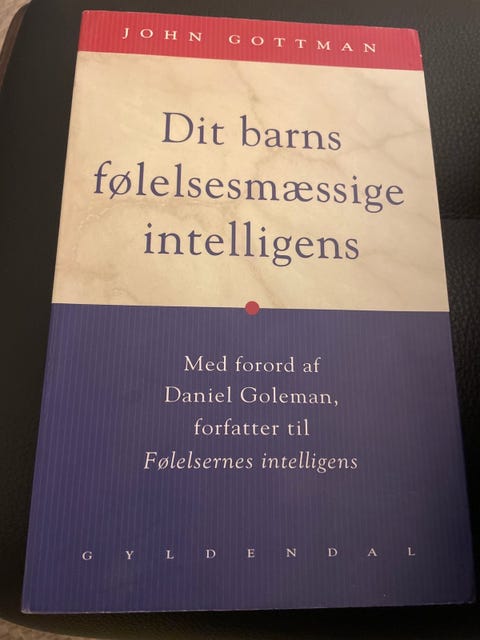 JOHN GOTTMAN
Dit barns
følelsesmæssige
intelligens
Med forord af
Daniel Goleman,
forfatter til
Følelsernes intelligens
GYLDENDAL